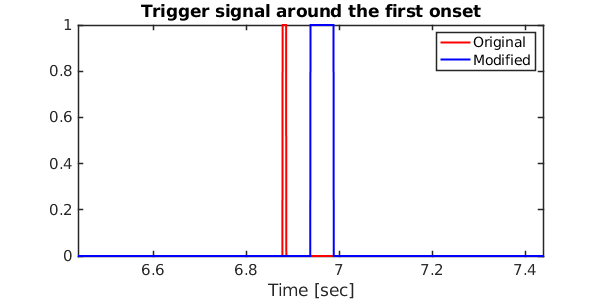 Trigger signal around the first onset
1
0.8
0.6
0.4
0.2
0
Original
Modified
6.6
6.8
7
7.2
7.4
Time [sec]